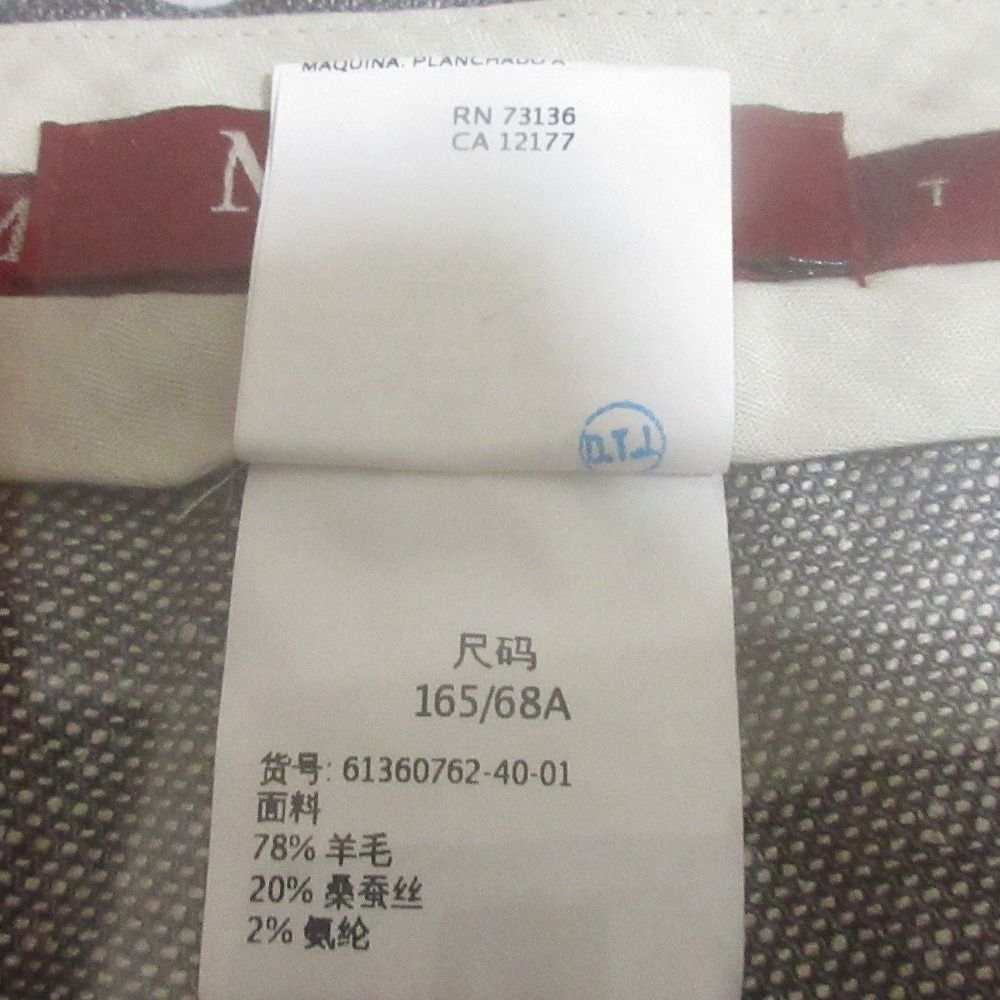 MAQUINA. PLANCHADO A
RN 73136
CA 12177
M
M
T
尺码
165/68A
货号: 61360762-40-01
面料
78% 羊毛
20% 桑蚕丝
2% 氨纶